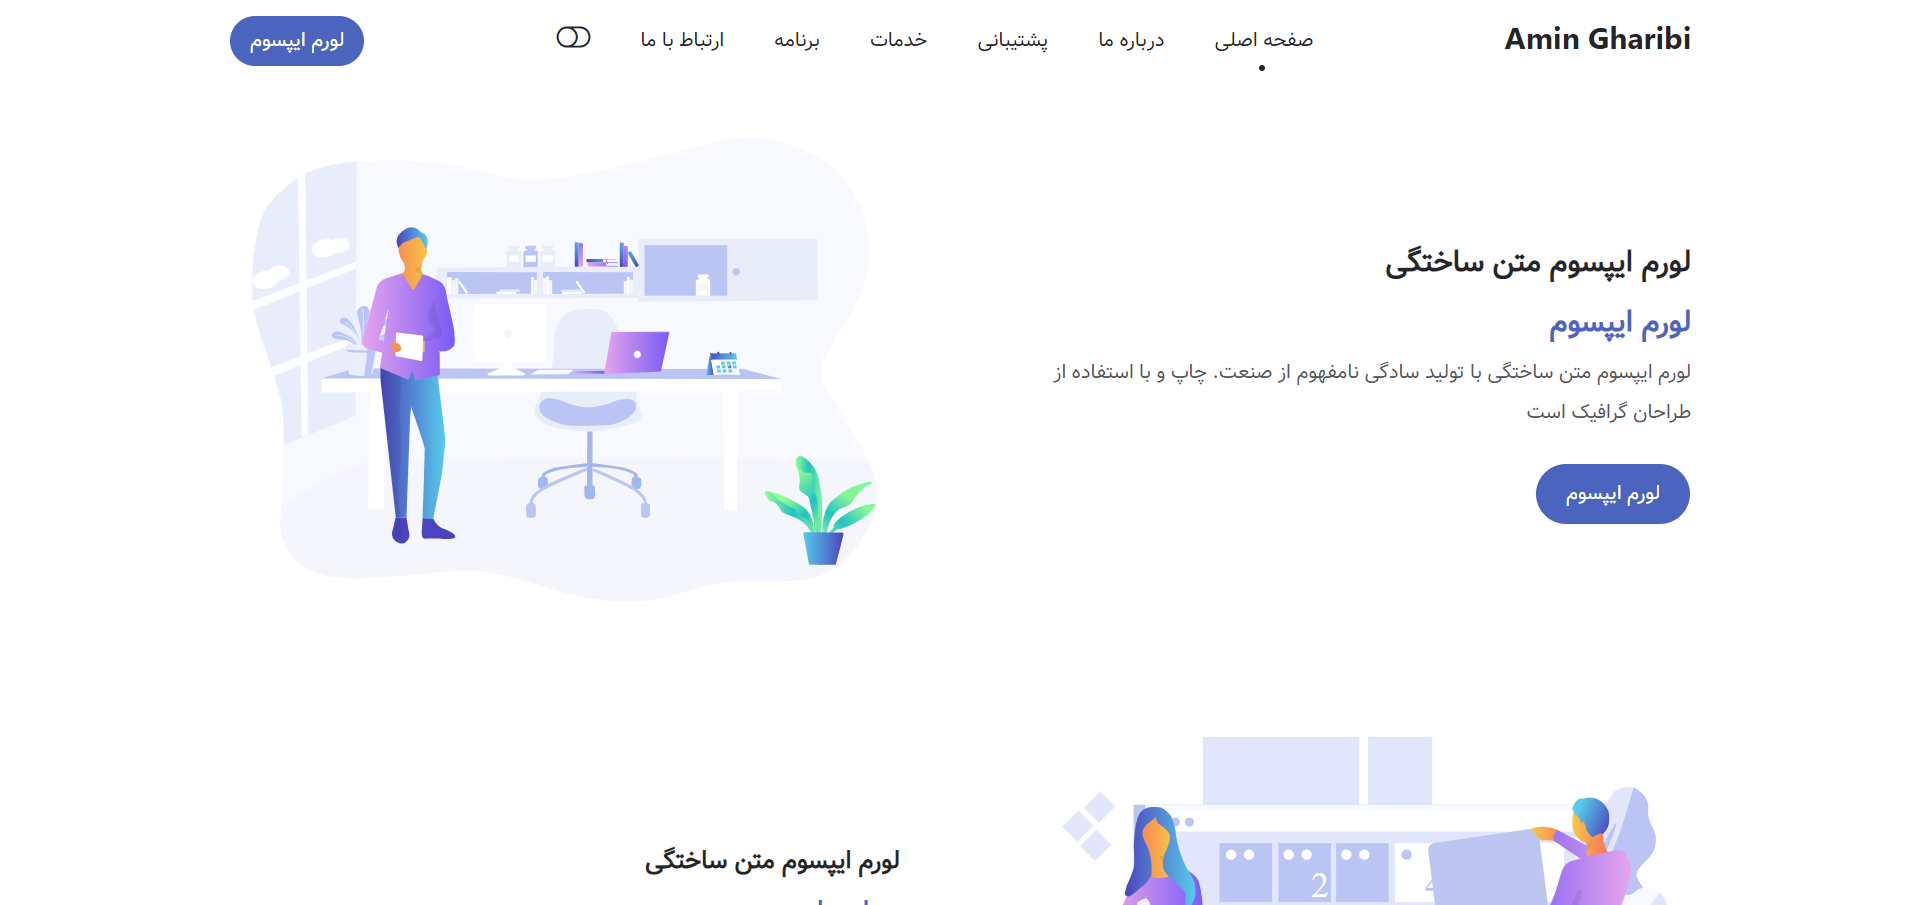 Amin Gharibi
صفحه اصلی
درباره ما
پشتیبانی
خدمات
برنامه
ارتباط با ما
لورم ایپسوم
لورم ایپسوم متن ساختگی
لورم ایپسوم
لورم ایپسوم متن ساختگی با تولید سادگی نامفهوم از صنعت. چاپ و با استفاده از
طراحان گرافیک است
لورم ایپسوم
2
لورم ایپسوم متن ساختگی